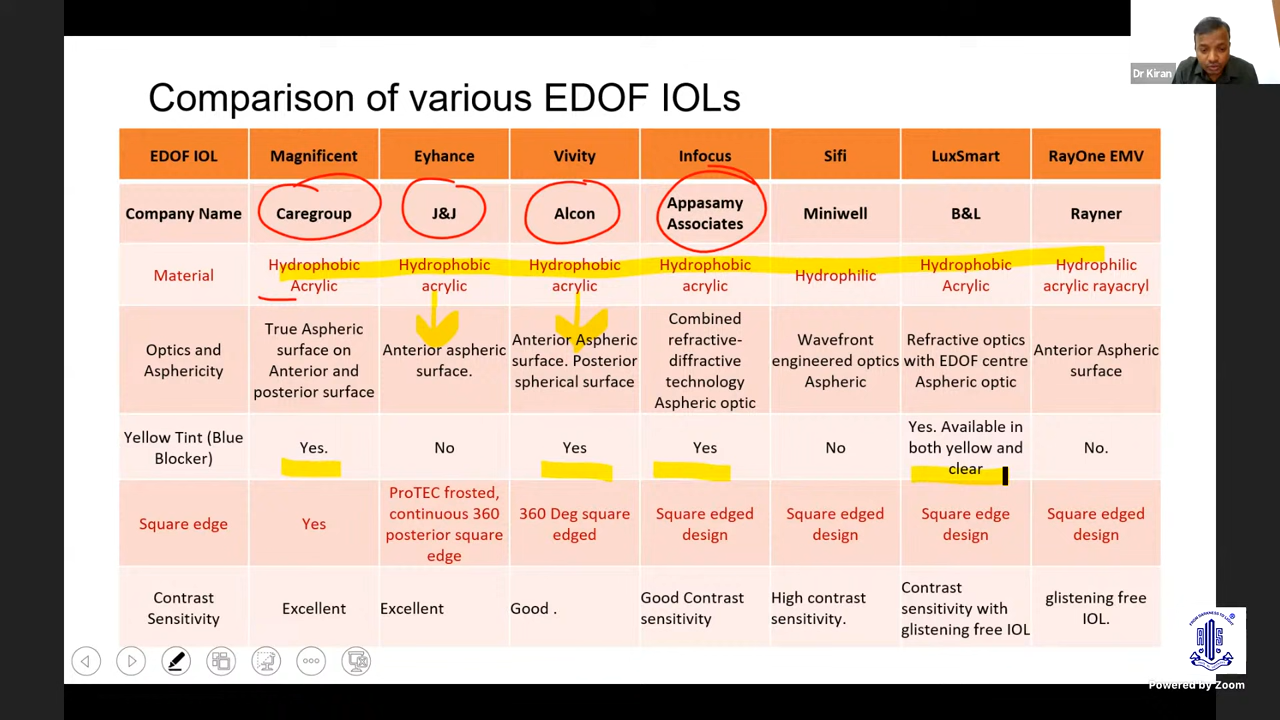 Dr Kiran
Comparison of various EDOF IOLs
EDOF IOL
Magnificent
Eyhance
Vivity
Infocus
Sifi
LuxSmart
RayOne EMV
Company Name
Caregroup
J&J
Alcon
Appasamy
Associates
Miniwell
B&L
Rayner
Material
Hydrophobic
Acrylic
Hydrophobic
acrylic
Hydrophobic
acrylic
Hydrophobic
acrylic
Hydrophilic
Hydrophobic
Acrylic
Hydrophilic
acrylic rayacryl
Optics and
Asphericity
True Aspheric
surface on
Anterior and
posterior surface
Anterior aspheric
surface.
Anterior Aspheric
surface. Posterior
spherical surface
Combined
refractive-
diffractive
technology
Aspheric optic
Wavefront
engineered optics
Aspheric
Refractive optics
with EDOF centre
Aspheric optic
Anterior Aspheric
surface
Yellow Tint (Blue
Blocker)
Yes.
No
Yes
Yes
No
Yes. Available in
both yellow and
clear
No.
Square edge
Yes
ProTEC frosted,
continuous 360
posterior square
edge
360 Deg square
edged
Square edged
design
Square edged
design
Square edge
design
Square edged
design
Contrast
Sensitivity
Excellent
Excellent
Good .
Good Contrast
sensitivity
High contrast
sensitivity.
Contrast
sensitivity with
glistening free IOL
glistening free
IOL.
Powered by Zoom